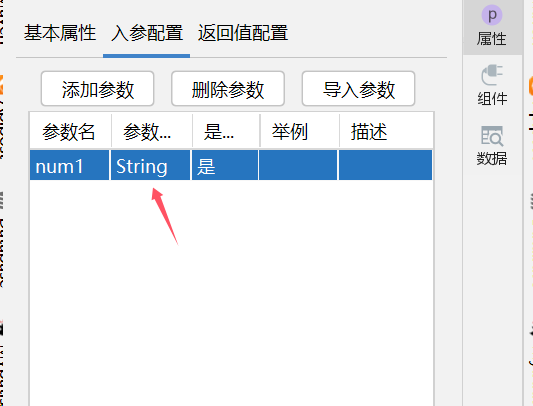 基本属性 入参配置 返回值配置
添加参数 删除参数 导入参数
参数名 参数... 是... 举例 描述
num1 String 是
p
属性
组件
数据